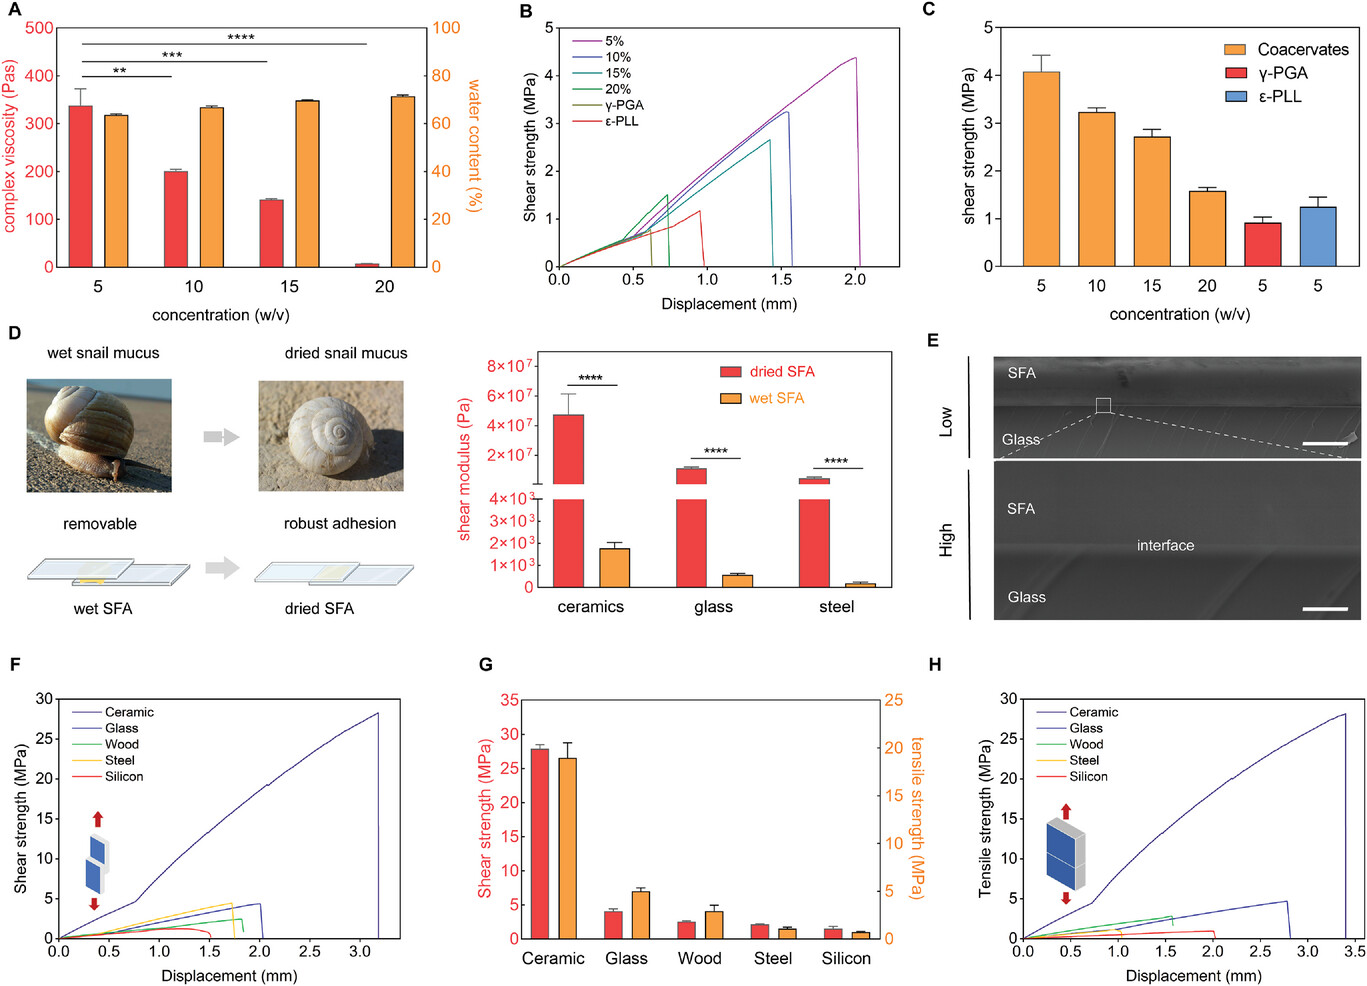 A
500
400
300
200
100
0
complex viscosity (Pas)
100
80
60
40
20
0
water content (%)
****
***
**
5 10 15 20
concentration (w/v)
B
5
4
3
2
1
0
Shear strength (MPa)
5%
10%
15%
20%
γ-PGA
ε-PLL
0.0 0.5 1.0 1.5 2.0
Displacement (mm)
C
5
4
3
2
1
0
shear strength (MPa)
Coacervates
γ-PGA
ε-PLL
5 10 15 20 5 5
concentration (w/v)
D
wet snail mucus
dried snail mucus
removable
robust adhesion
wet SFA
dried SFA
shear modulus (Pa)
8×10⁷
6×10⁷
4×10⁷
2×10⁷
4×10³
3×10³
2×10³
1×10³
0
dried SFA
wet SFA
****
****
****
ceramics glass steel
E
Low
SFA
Glass
High
SFA
interface
Glass
F
30
25
20
15
10
5
0
Shear strength (MPa)
Ceramic
Glass
Wood
Steel
Silicon
0.0 0.5 1.0 1.5 2.0 2.5 3.0
Displacement (mm)
G
35
30
25
20
15
10
5
0
Shear strength (MPa)
25
20
15
10
5
0
tensile strength (MPa)
Ceramic Glass Wood Steel Silicon
H
30
25
20
15
10
5
0
Tensile strength (MPa)
Ceramic
Glass
Wood
Steel
Silicon
0.0 0.5 1.0 1.5 2.0 2.5 3.0 3.5
Displacement (mm)